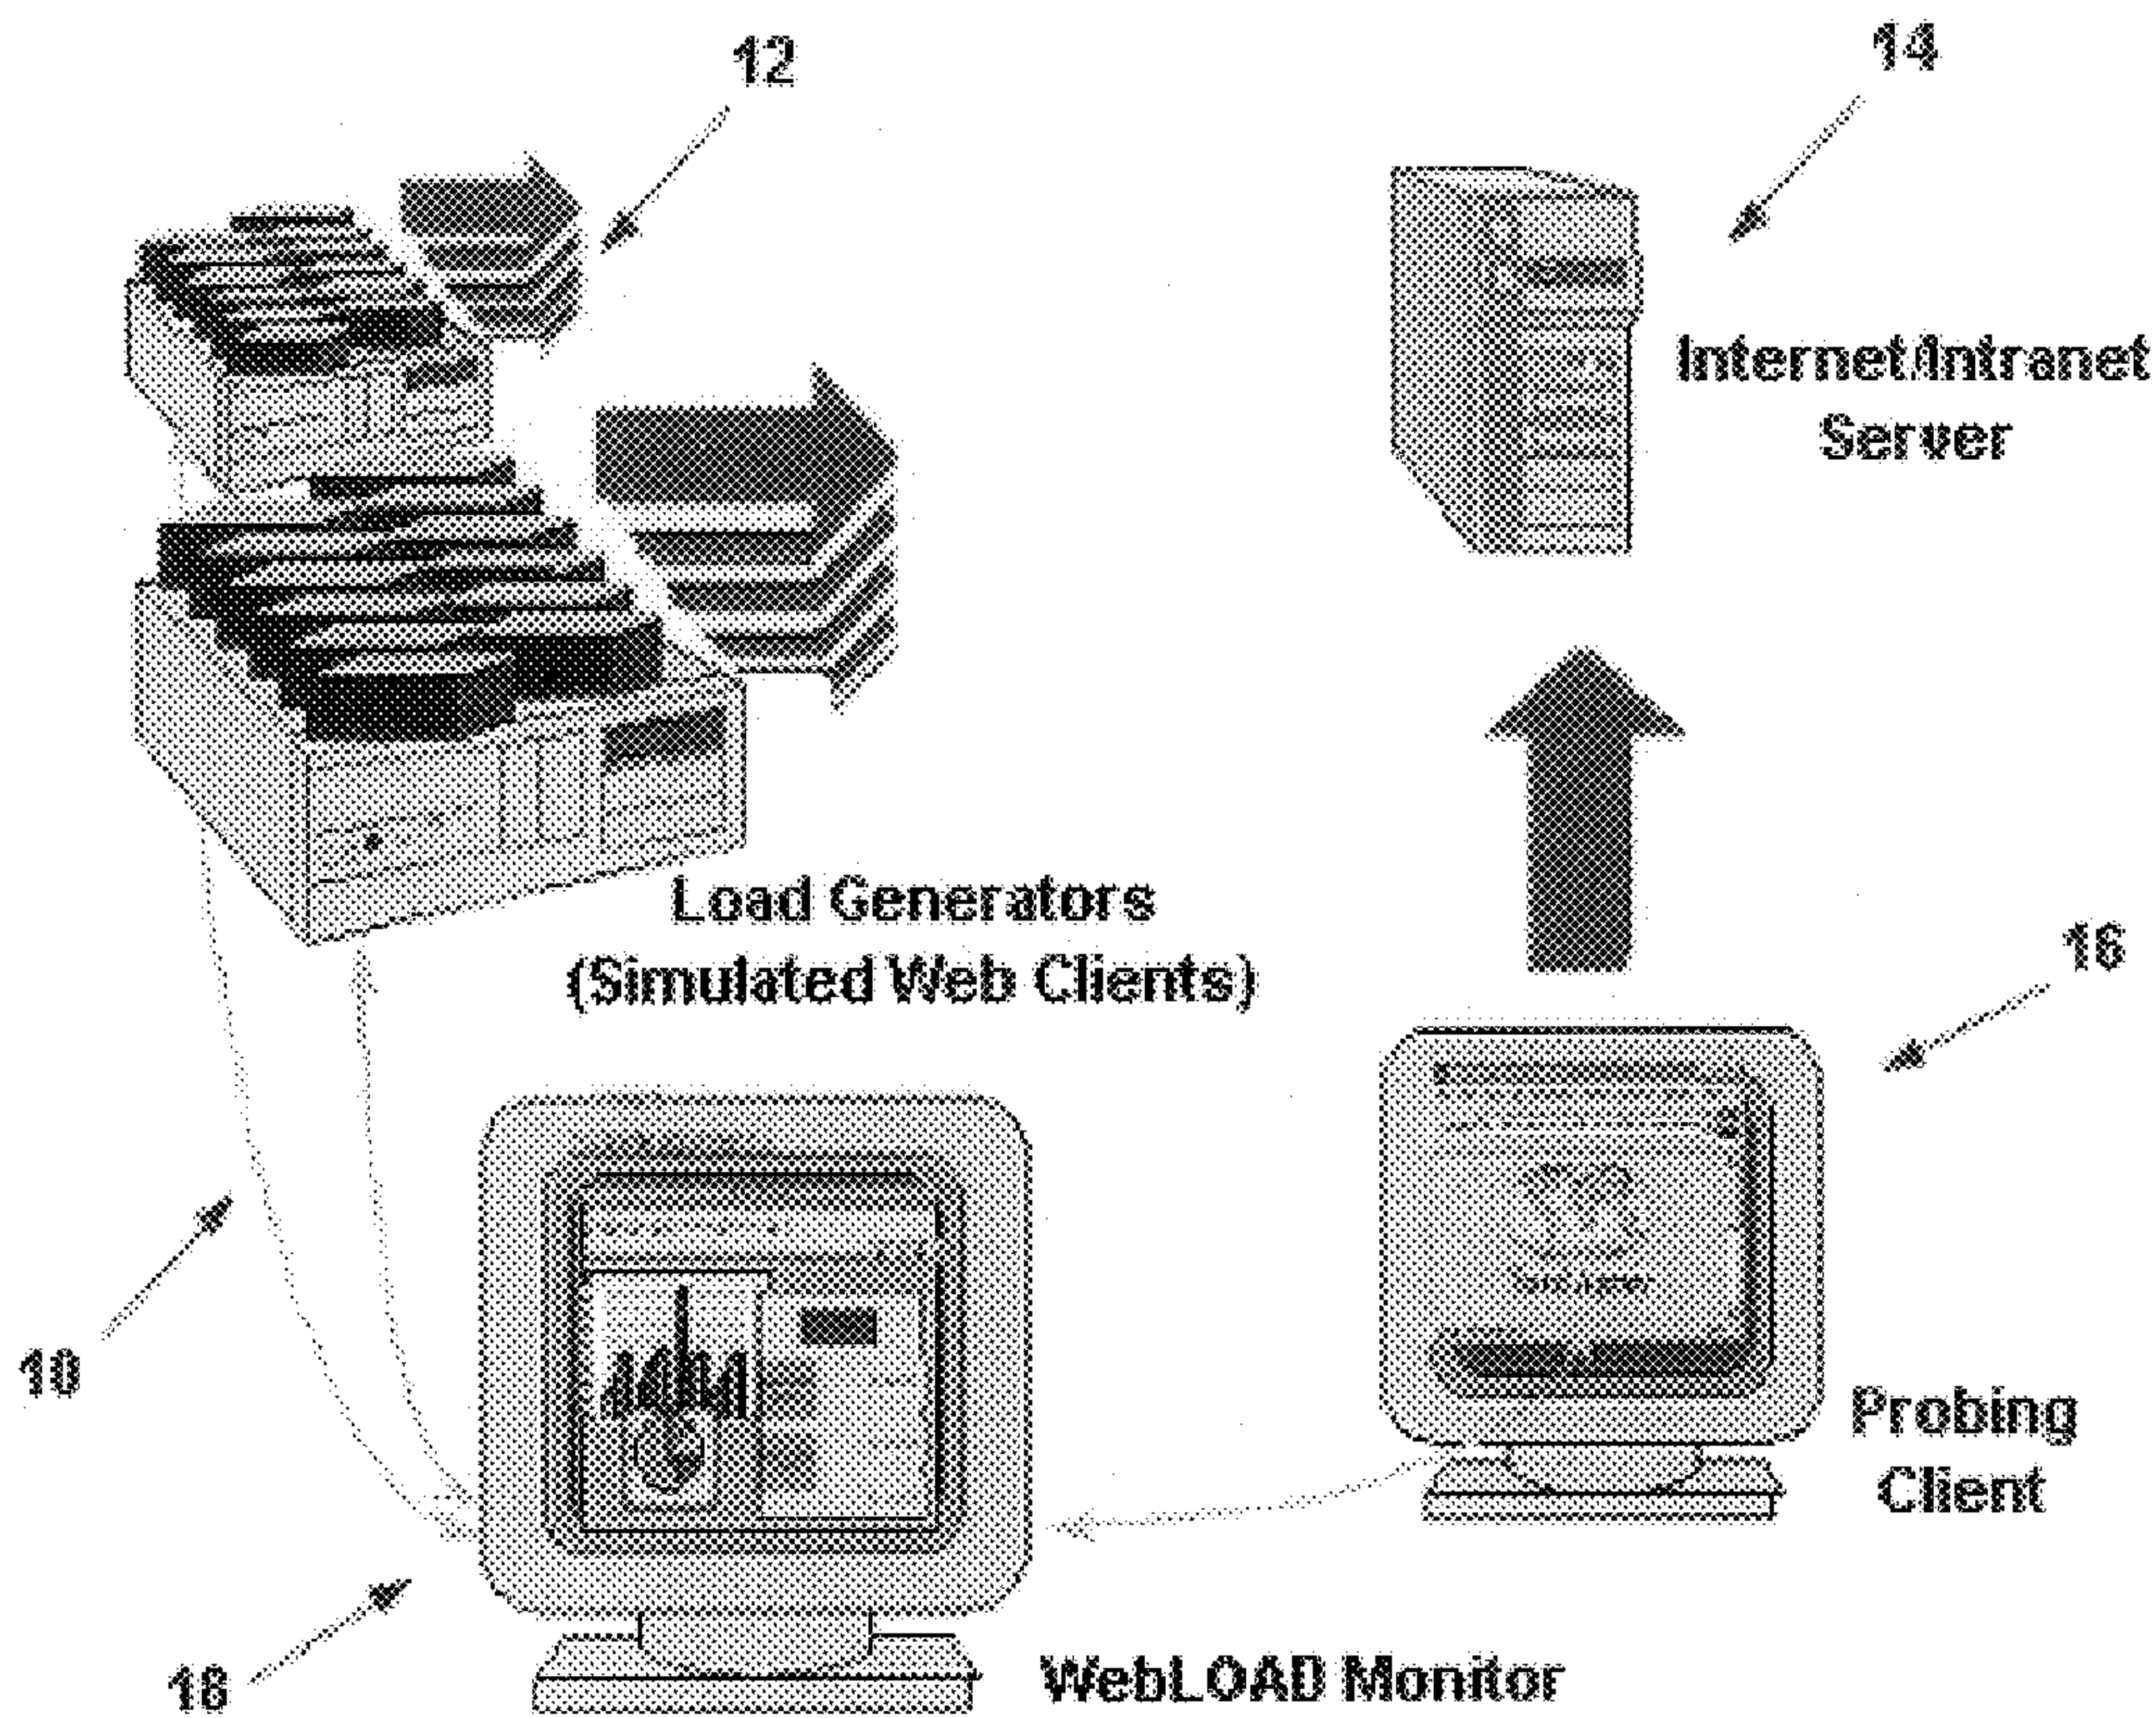 12
14
Internet/Intranet
Server
Load Generators
(Simulated Web Clients)
16
10
Probing
Client
18
WebLOAD Monitor